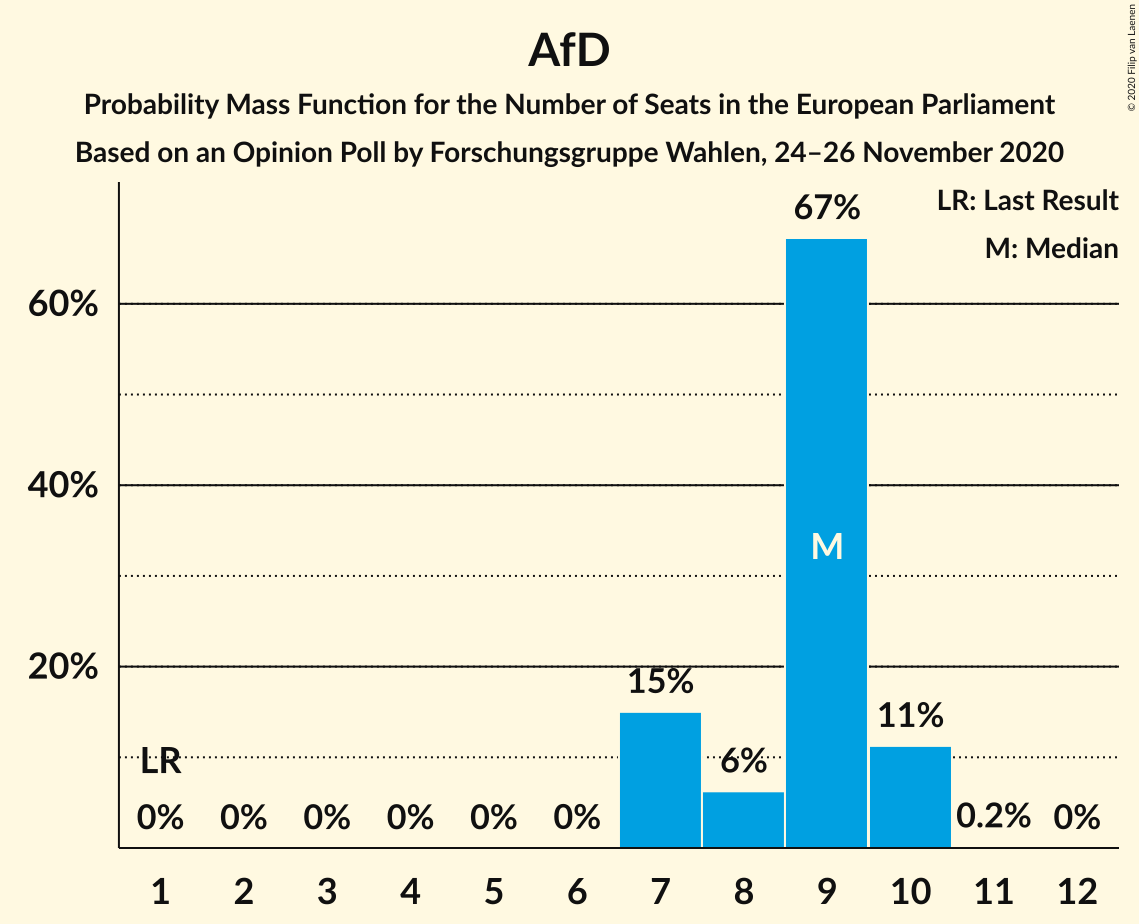 AfD
Probability Mass Function for the Number of Seats in the European Parliament
Based on an Opinion Poll by Forschungsgruppe Wahlen, 24–26 November 2020
© 2020 Filip van Laenen
LR: Last Result
M: Median
67%
60%
40%
M
20%
15%
11%
LR
6%
0% 0% 0% 0% 0% 0% 0.2% 0%
1 2 3 4 5 6 7 8 9 10 11 12